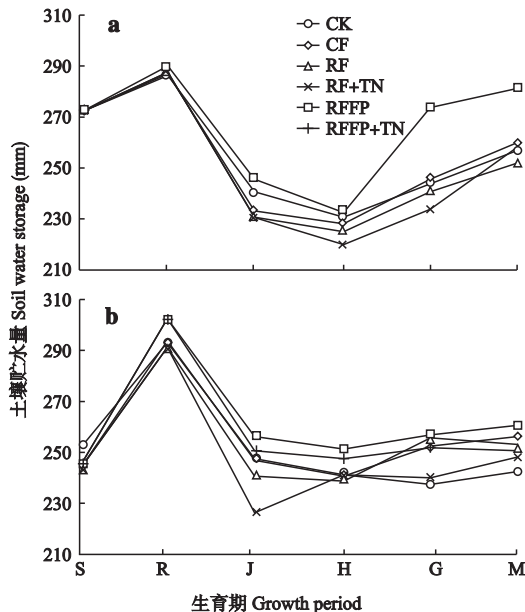 310
a
CK
CF
RF
RF+TN
RFFP
RFFP+TN
290
270
250
230
210
310
b
290
270
250
230
210
S R J H G M
土壤贮水量 Soil water storage (mm)
生育期 Growth period